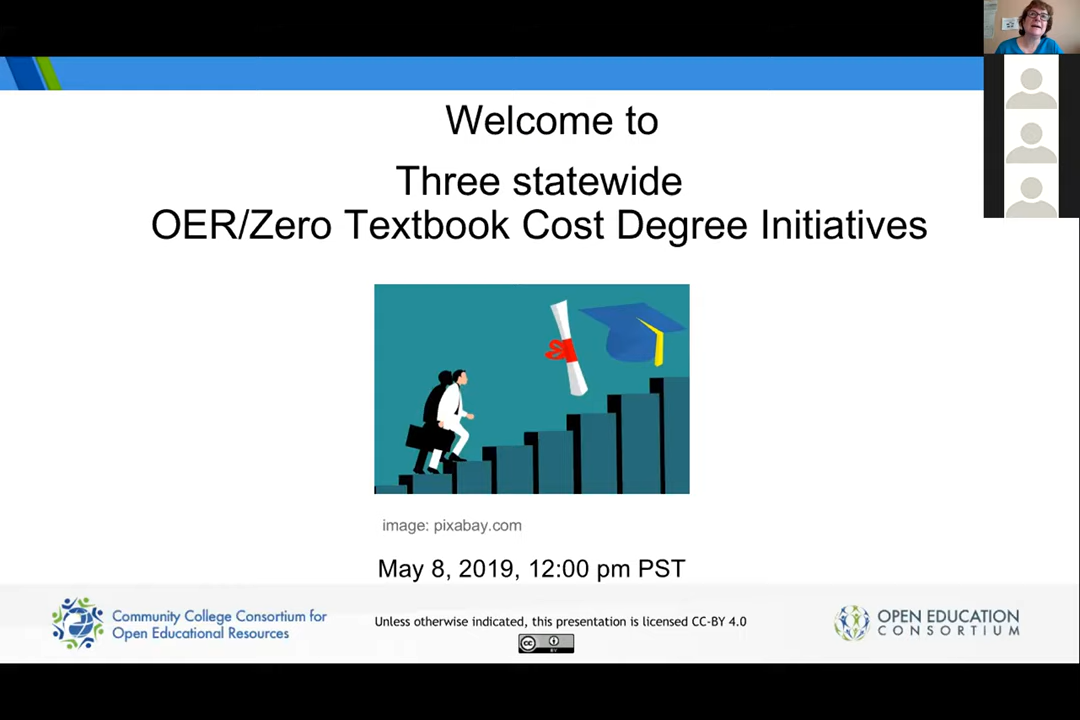 Welcome to
Three statewide
OER/Zero Textbook Cost Degree Initiatives
image: pixabay.com
May 8, 2019, 12:00 pm PST
Community College Consortium for
Open Educational Resources
Unless otherwise indicated, this presentation is licensed CC-BY 4.0
cc
BY
OPEN EDUCATION
CONSORTIUM